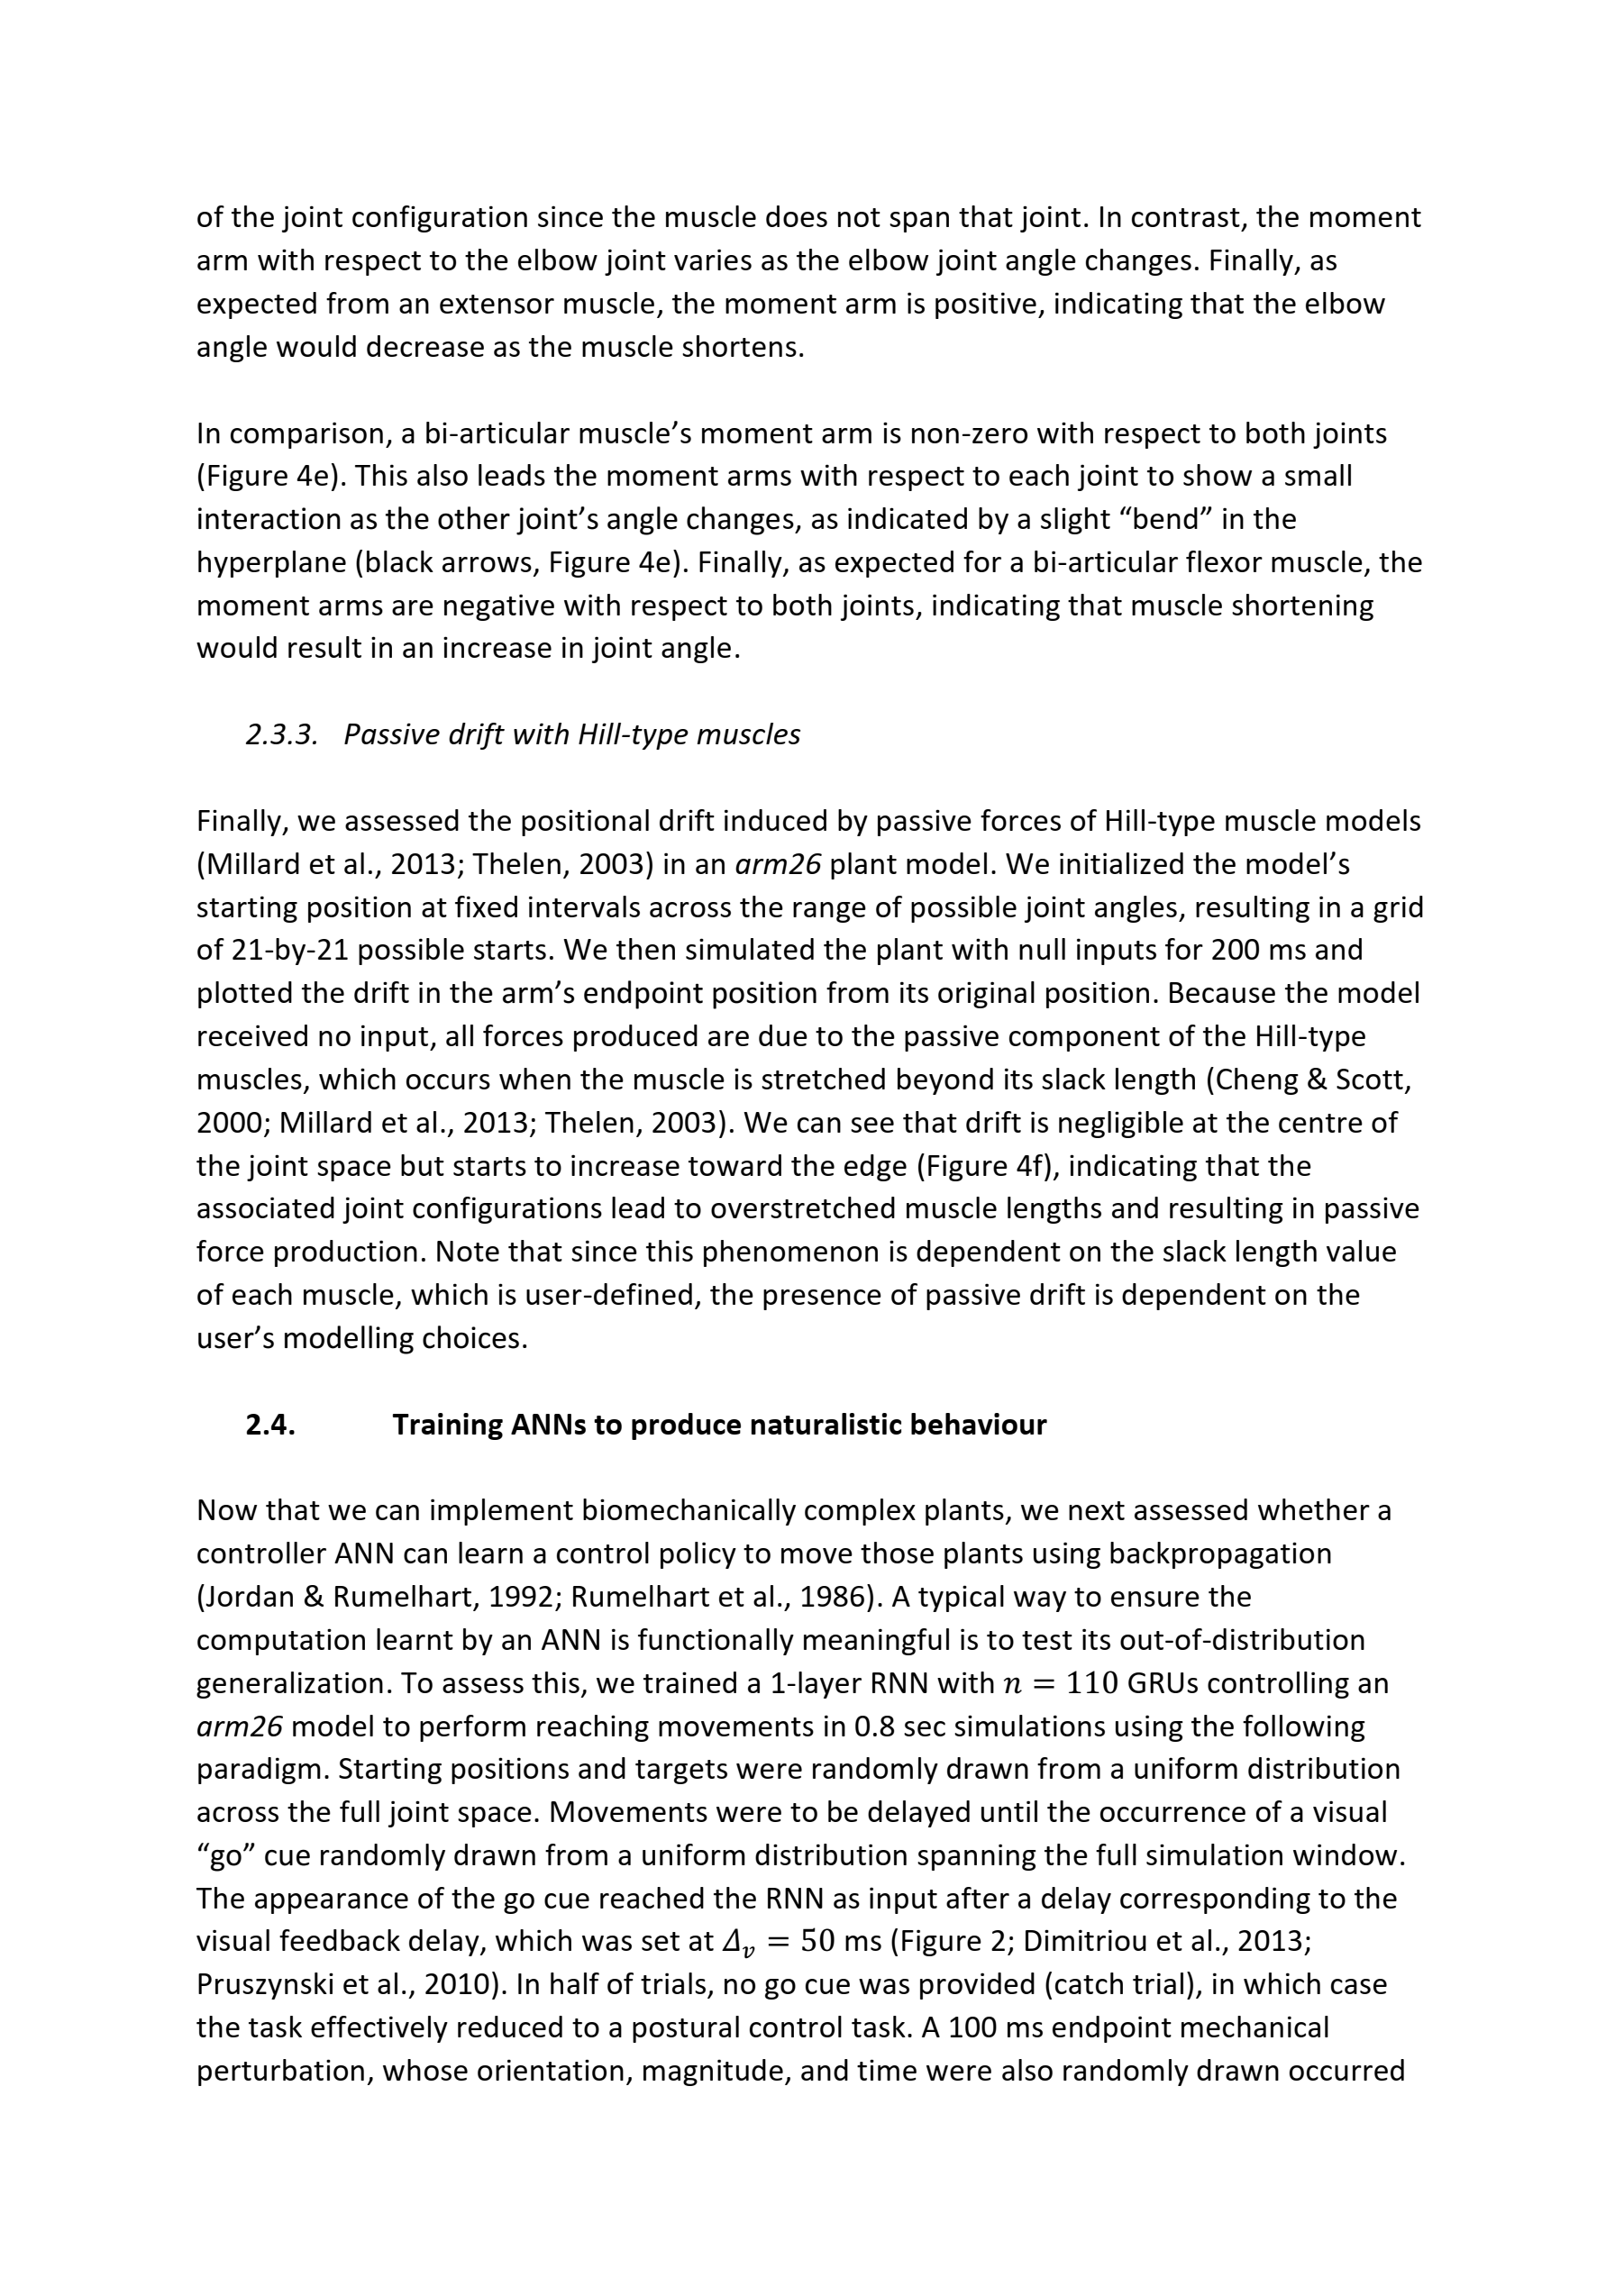 of the joint configuration since the muscle does not span that joint. In contrast, the moment
arm with respect to the elbow joint varies as the elbow joint angle changes. Finally, as
expected from an extensor muscle, the moment arm is positive, indicating that the elbow
angle would decrease as the muscle shortens.
In comparison, a bi-articular muscle’s moment arm is non-zero with respect to both joints
(Figure 4e). This also leads the moment arms with respect to each joint to show a small
interaction as the other joint’s angle changes, as indicated by a slight “bend” in the
hyperplane (black arrows, Figure 4e). Finally, as expected for a bi-articular flexor muscle, the
moment arms are negative with respect to both joints, indicating that muscle shortening
would result in an increase in joint angle.
2.3.3. Passive drift with Hill-type muscles
Finally, we assessed the positional drift induced by passive forces of Hill-type muscle models
(Millard et al., 2013; Thelen, 2003) in an arm26 plant model. We initialized the model’s
starting position at fixed intervals across the range of possible joint angles, resulting in a grid
of 21-by-21 possible starts. We then simulated the plant with null inputs for 200 ms and
plotted the drift in the arm’s endpoint position from its original position. Because the model
received no input, all forces produced are due to the passive component of the Hill-type
muscles, which occurs when the muscle is stretched beyond its slack length (Cheng & Scott,
2000; Millard et al., 2013; Thelen, 2003). We can see that drift is negligible at the centre of
the joint space but starts to increase toward the edge (Figure 4f), indicating that the
associated joint configurations lead to overstretched muscle lengths and resulting in passive
force production. Note that since this phenomenon is dependent on the slack length value
of each muscle, which is user-defined, the presence of passive drift is dependent on the
user’s modelling choices.
2.4. Training ANNs to produce naturalistic behaviour
Now that we can implement biomechanically complex plants, we next assessed whether a
controller ANN can learn a control policy to move those plants using backpropagation
(Jordan & Rumelhart, 1992; Rumelhart et al., 1986). A typical way to ensure the
computation learnt by an ANN is functionally meaningful is to test its out-of-distribution
generalization. To assess this, we trained a 1-layer RNN with n = 110 GRUs controlling an
arm26 model to perform reaching movements in 0.8 sec simulations using the following
paradigm. Starting positions and targets were randomly drawn from a uniform distribution
across the full joint space. Movements were to be delayed until the occurrence of a visual
“go” cue randomly drawn from a uniform distribution spanning the full simulation window.
The appearance of the go cue reached the RNN as input after a delay corresponding to the
visual feedback delay, which was set at Δv = 50 ms (Figure 2; Dimitriou et al., 2013;
Pruszynski et al., 2010). In half of trials, no go cue was provided (catch trial), in which case
the task effectively reduced to a postural control task. A 100 ms endpoint mechanical
perturbation, whose orientation, magnitude, and time were also randomly drawn occurred